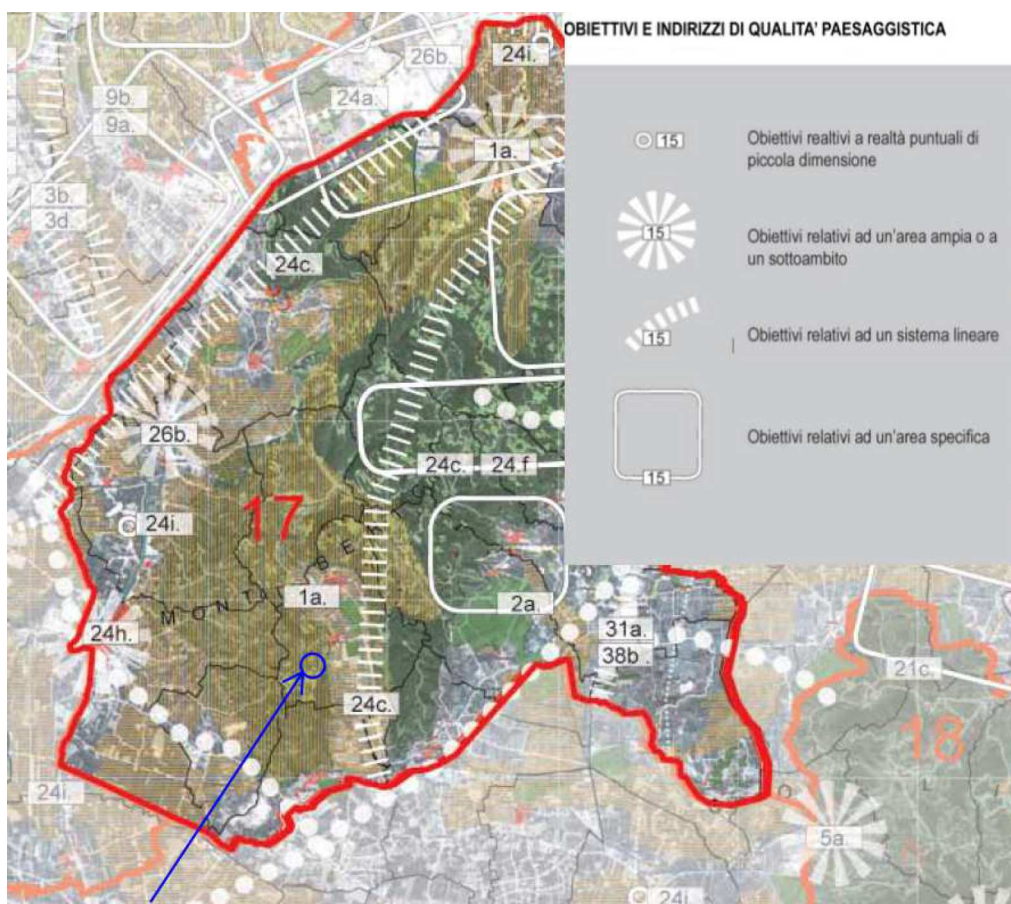 OBIETTIVI E INDIRIZZI DI QUALITA' PAESAGGISTICA
15
Obiettivi realtivi a realtà puntuali di
piccola dimensione
15
Obiettivi relativi ad un'area ampia o a
un sottoambito
15
Obiettivi relativi ad un sistema lineare
15
Obiettivi relativi ad un'area specifica
24i.
26b.
24a.
9b.
9a.
1a.
3b.
3d.
24c.
26b.
24c.
24.f
17
24i.
MONTI BER
1a.
2a.
24h.
31a.
38b.
21c.
24c.
18
24i.
O L I
5a.
24i.